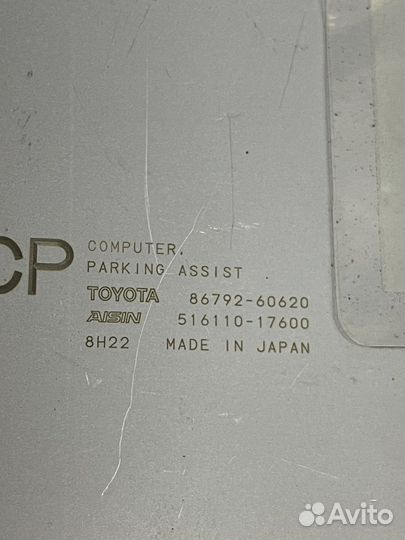 CP
COMPUTER,
PARKING ASSIST
TOYOTA 86792-60620
AISIN 516110-17600
8H22 MADE IN JAPAN
Avito